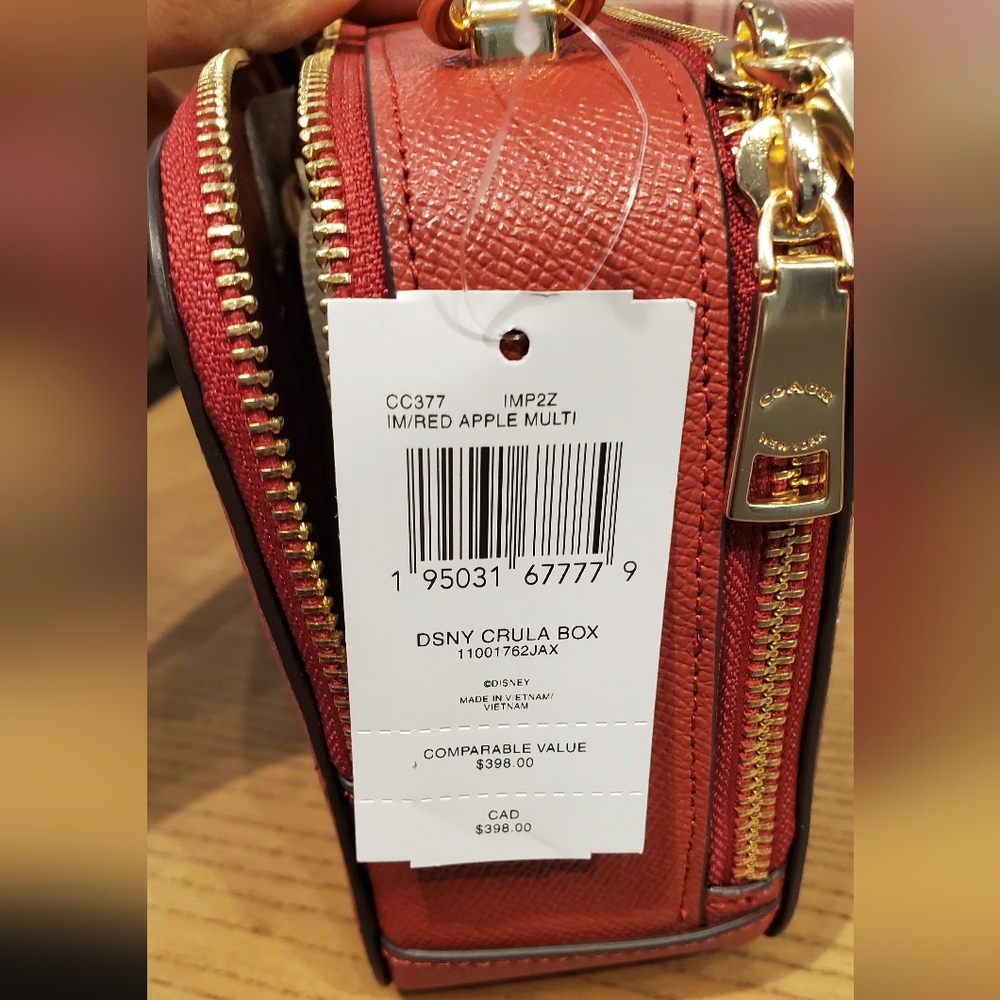 CC377 IMP2Z
IM/RED APPLE MULTI
1 95031 67777 9
DSNY CRULA BOX
11001762JAX
©DISNEY
MADE IN VIETNAM/
VIETNAM
COMPARABLE VALUE
$398.00
CAD
$398.00
COACH
NEW YORK